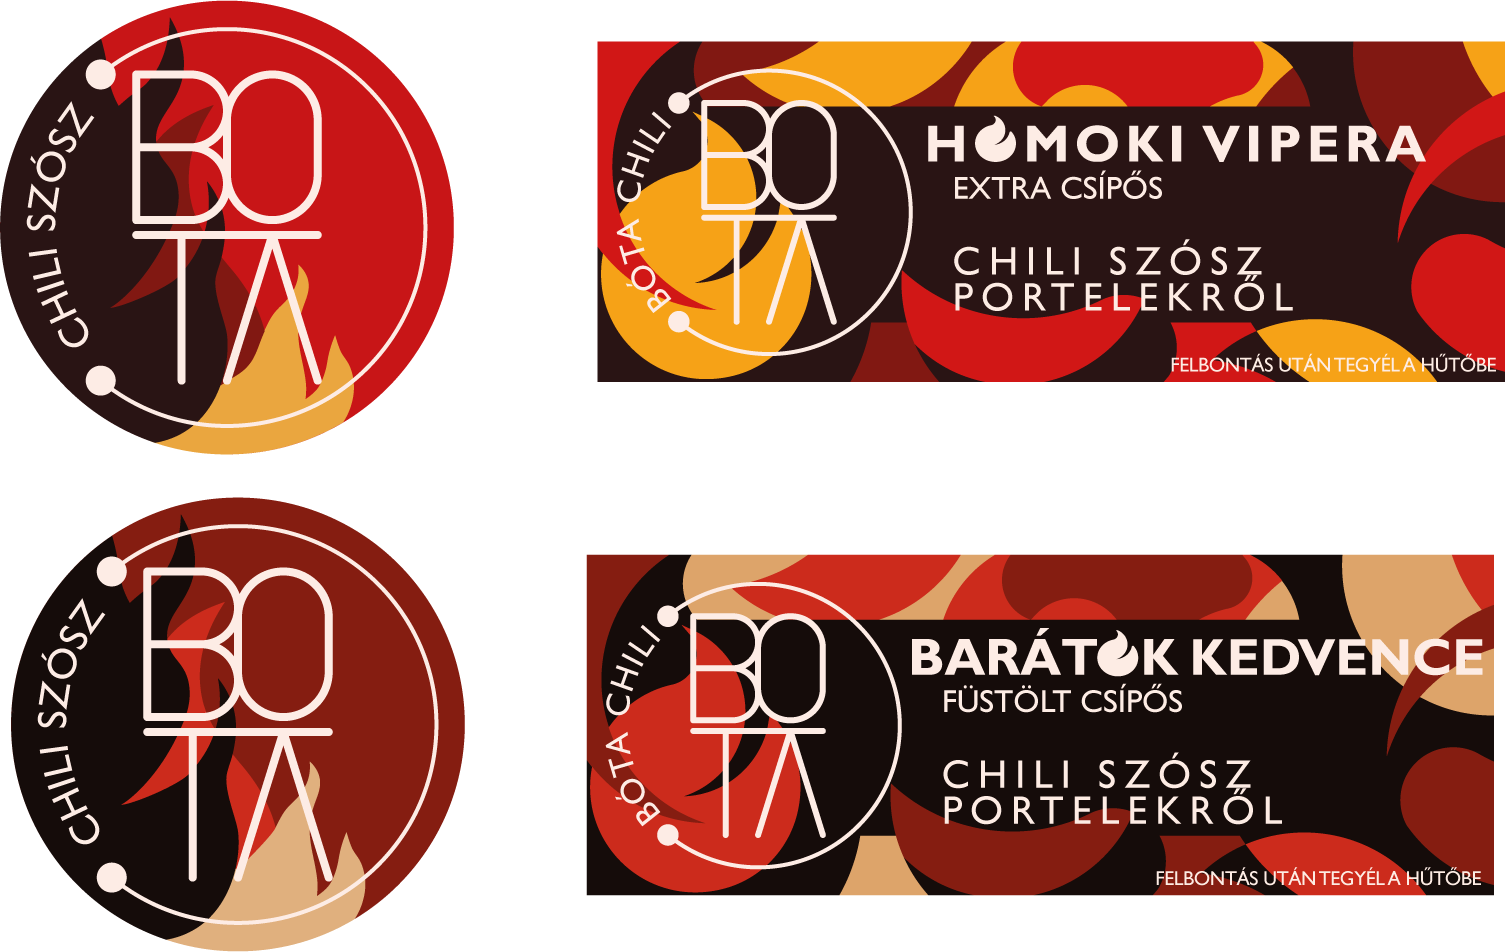 CHILI SZÓSZ
BO
TA
BÓTA CHILI
BO
TA
HOMOKI VIPERA
EXTRA CSÍPŐS
CHILI SZÓSZ
PORTELEKRŐL
FELBONTÁS UTÁN TEGYÉL A HŰTŐBE
CHILI SZÓSZ
BO
TA
BÓTA CHILI
BO
TA
BARÁTOK KEDVENCE
FÜSTÖLT CSÍPŐS
CHILI SZÓSZ
PORTELEKRŐL
FELBONTÁS UTÁN TEGYÉL A HŰTŐBE